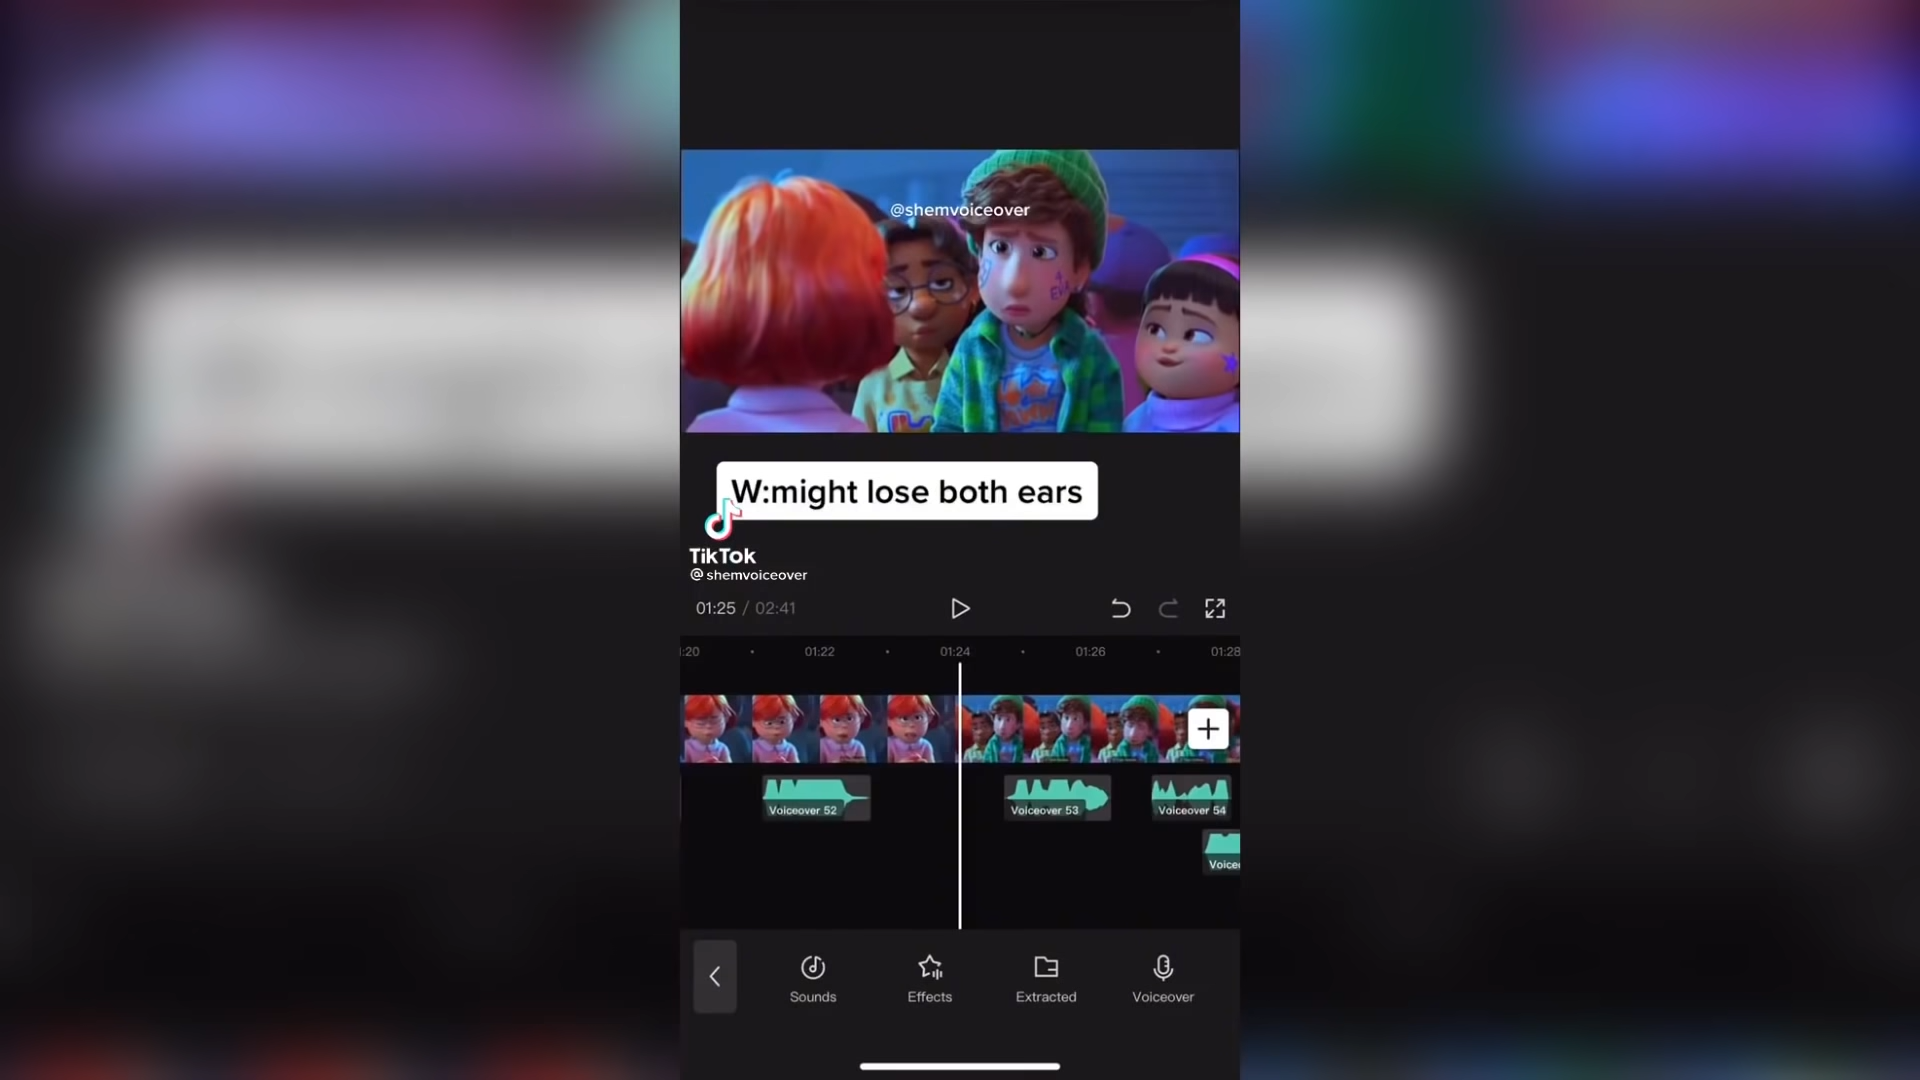 @shemvoiceover
W:might lose both ears
TikTok
@shemvoiceover
01:25 / 02:41
:20 01:22 01:24 01:26 01:28
Voiceover 52 Voiceover 53 Voiceover 54
Voice
Sounds Effects Extracted Voiceover